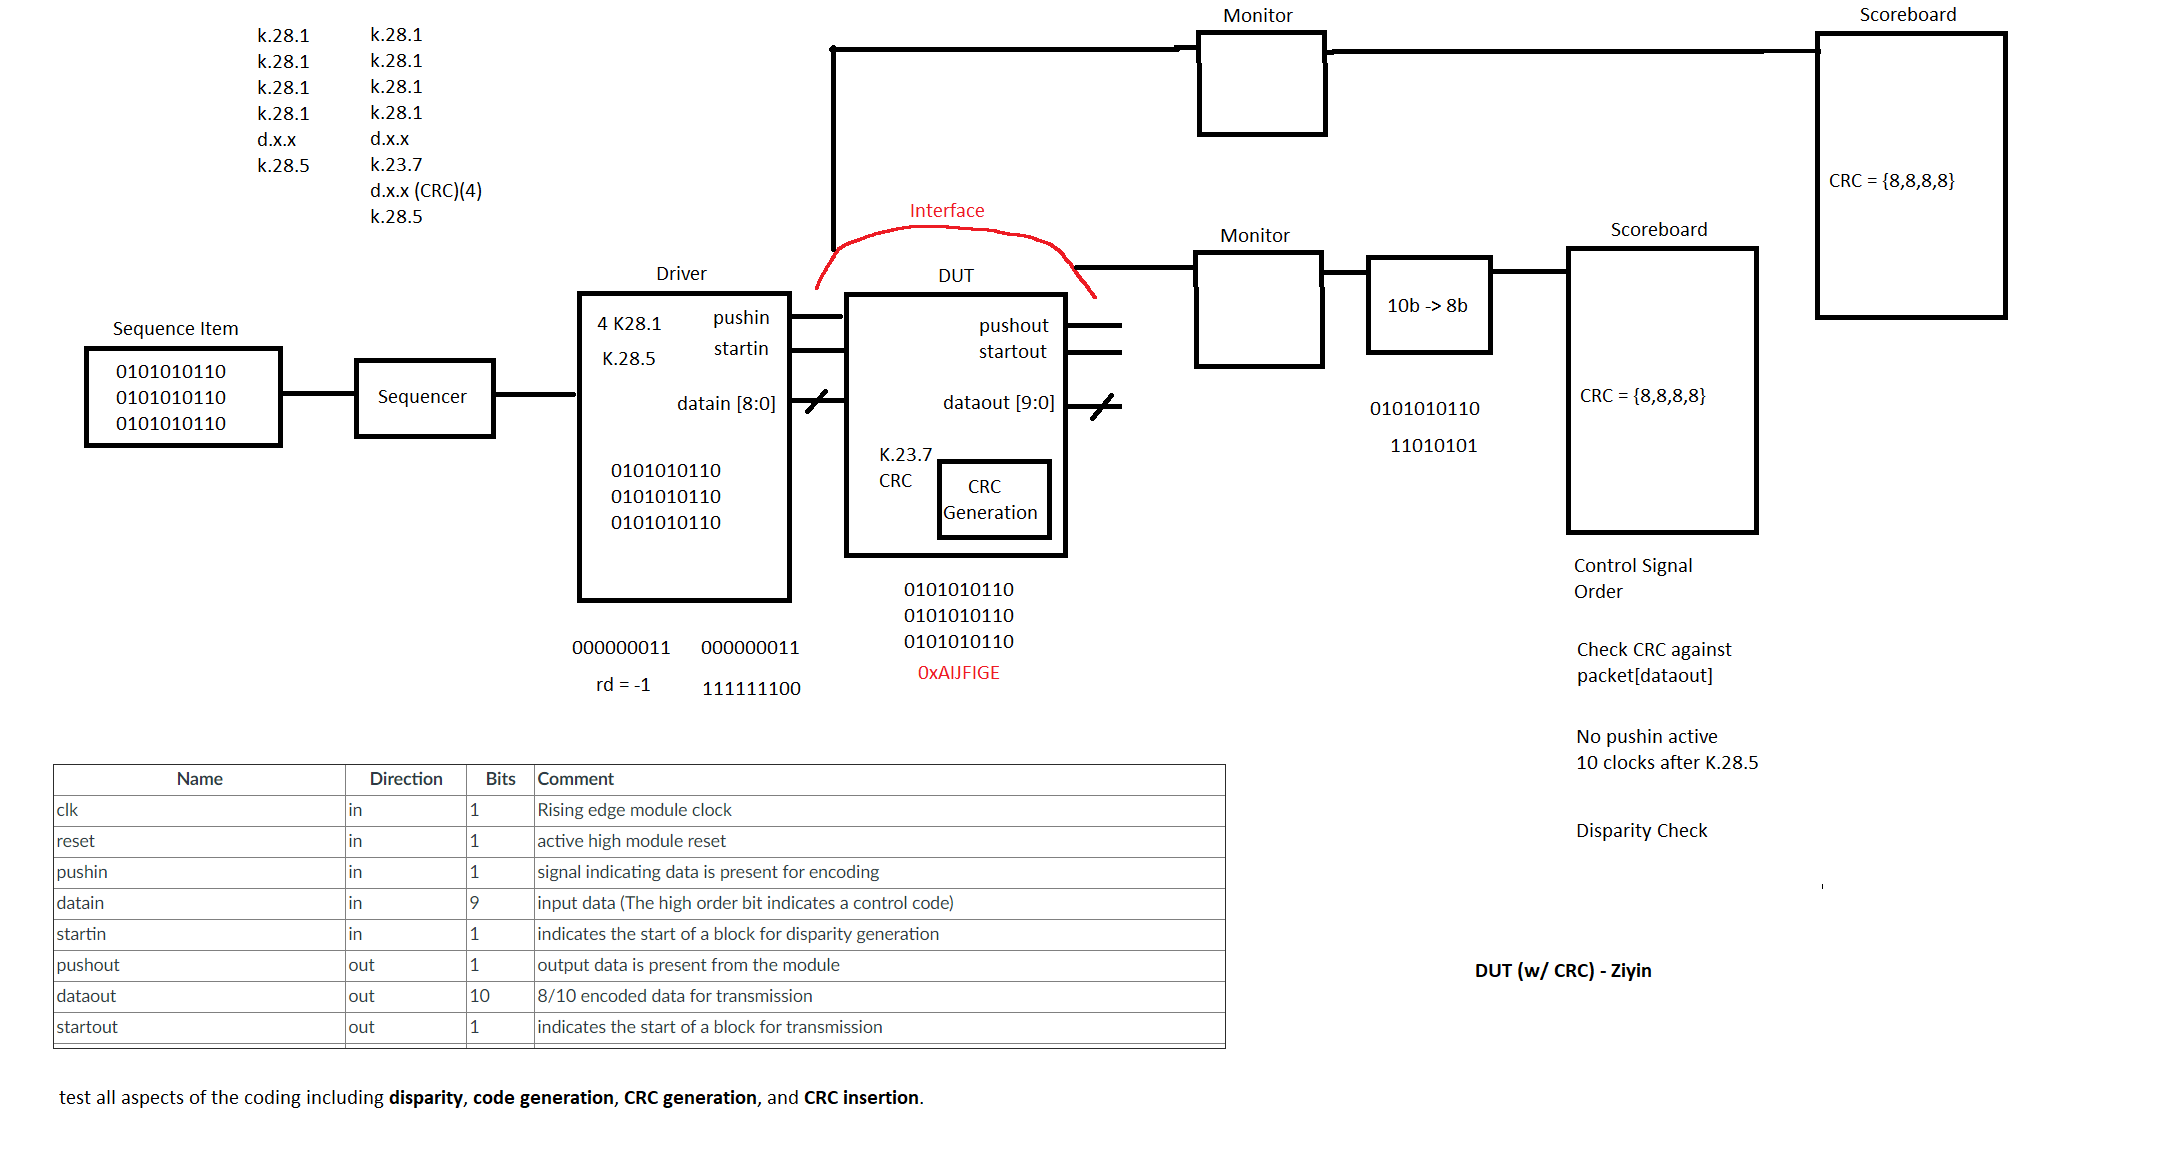 k.28.1
k.28.1
k.28.1
k.28.1
d.x.x
k.28.5
k.28.1
k.28.1
k.28.1
k.28.1
d.x.x
k.23.7
d.x.x (CRC)(4)
k.28.5
Monitor
Scoreboard
CRC = {8,8,8,8}
Interface
Monitor
Scoreboard
10b -> 8b
CRC = {8,8,8,8}
0101010110
11010101
Sequence Item
0101010110
0101010110
0101010110
Sequencer
Driver
4 K28.1
K.28.5
pushin
startin
datain [8:0]
0101010110
0101010110
0101010110
000000011
rd = -1
000000011
111111100
DUT
pushout
startout
dataout [9:0]
K.23.7
CRC
CRC
Generation
0101010110
0101010110
0101010110
0xAIJFIGE
Control Signal
Order
Check CRC against
packet[dataout]
No pushin active
10 clocks after K.28.5
Disparity Check
DUT (w/ CRC) - Ziyin
Name Direction Bits Comment
clk in 1 Rising edge module clock
reset in 1 active high module reset
pushin in 1 signal indicating data is present for encoding
datain in 9 input data (The high order bit indicates a control code)
startin in 1 indicates the start of a block for disparity generation
pushout out 1 output data is present from the module
dataout out 10 8/10 encoded data for transmission
startout out 1 indicates the start of a block for transmission
test all aspects of the coding including disparity, code generation, CRC generation, and CRC insertion.